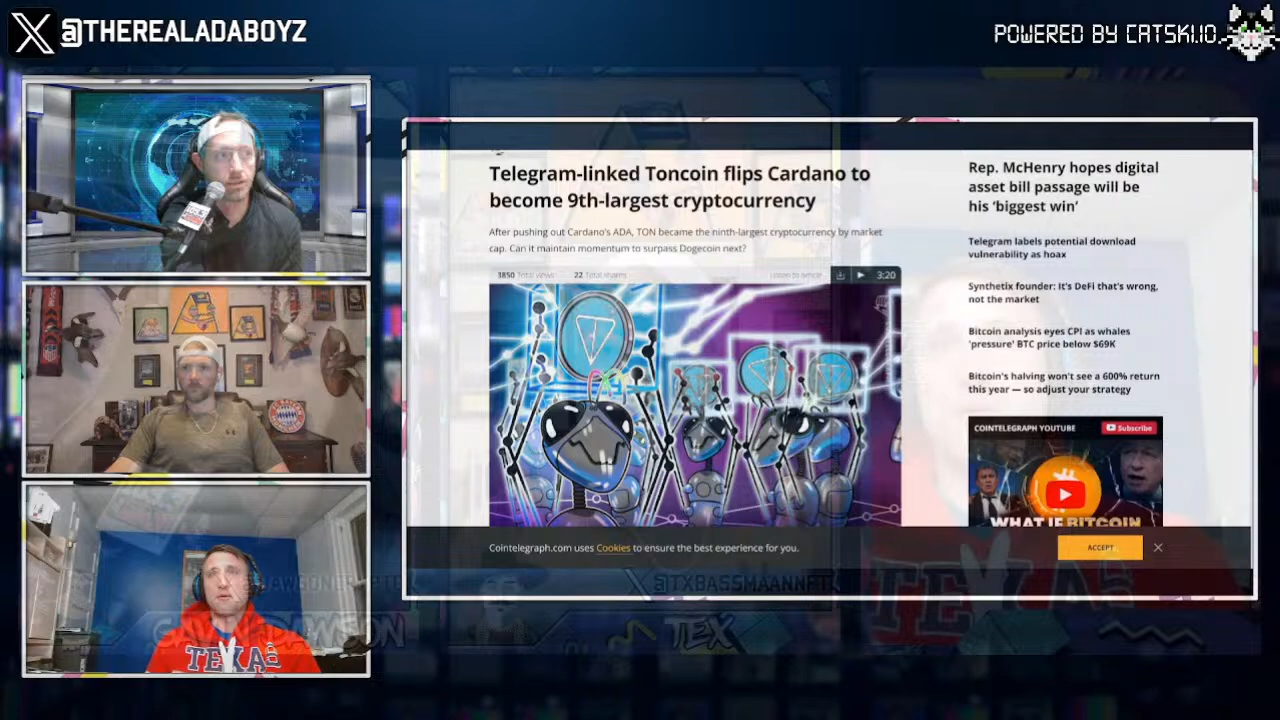 @THEREALADABOYZ
POWERED BY CATSKI.IO
Telegram-linked Toncoin flips Cardano to
become 9th-largest cryptocurrency
After pushing out Cardano's ADA, TON became the ninth-largest cryptocurrency by market
cap. Can it maintain momentum to surpass Dogecoin next?
3850 Total views 22 Total shares Listen to article 3:20
Rep. McHenry hopes digital
asset bill passage will be
his 'biggest win'
Telegram labels potential download
vulnerability as hoax
Synthetix founder: It's DeFi that's wrong,
not the market
Bitcoin analysis eyes CPI as whales
'pressure' BTC price below $69K
Bitcoin's halving won't see a 600% return
this year — so adjust your strategy
COINTELEGRAPH YOUTUBE Subscribe
WHAT IF BITCOIN
Cointelegraph.com uses Cookies to ensure the best experience for you.
ACCEPT
@TXBASSMAANNFT
TEX
TEXAS